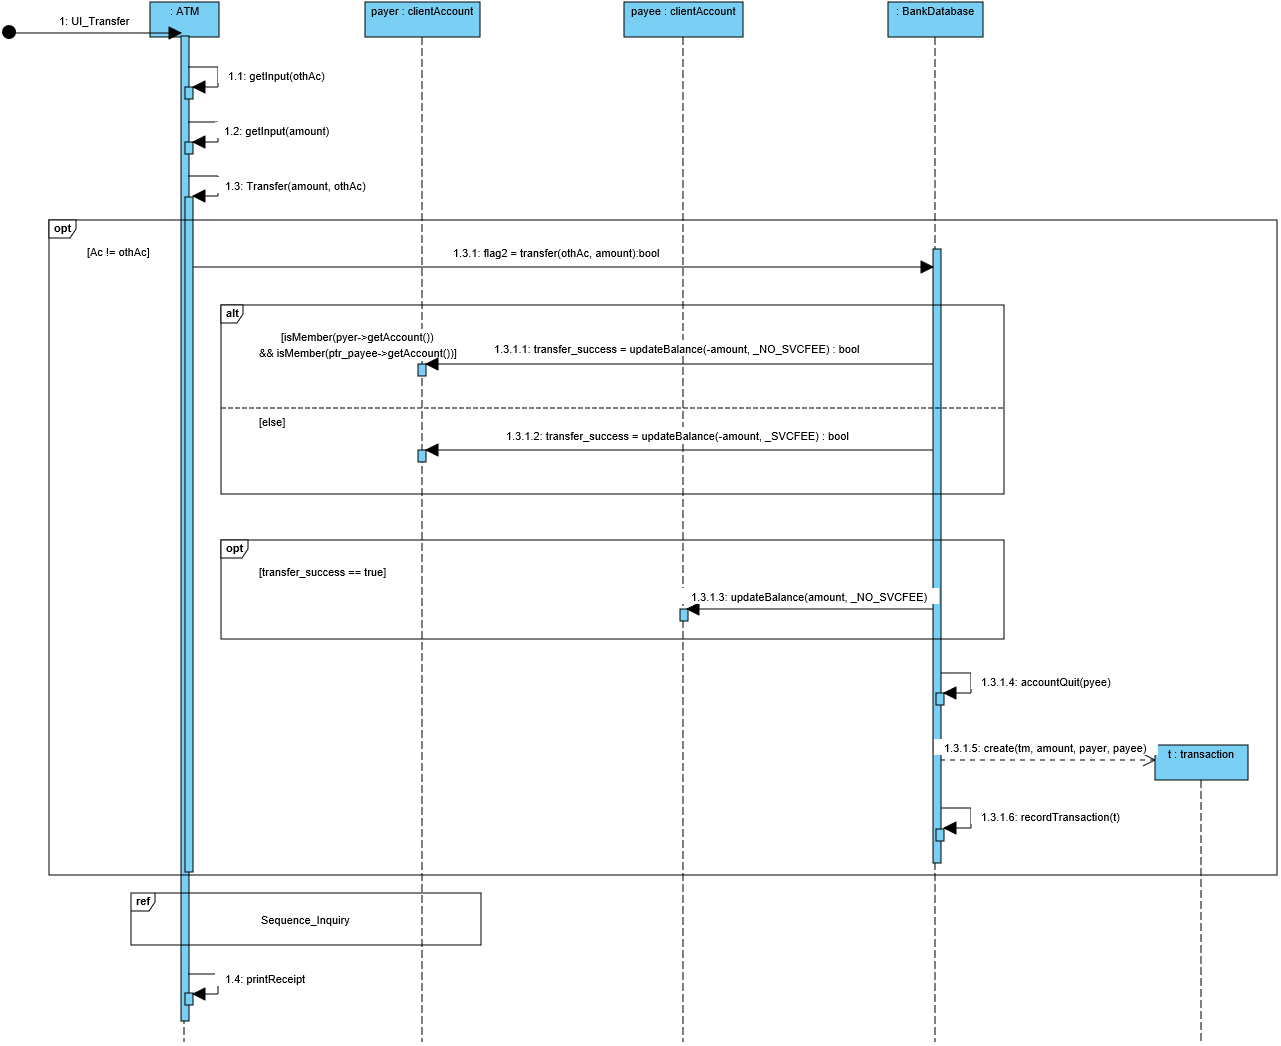 1: UI_Transfer
: ATM
payer : clientAccount
payee : clientAccount
: BankDatabase
1.1: getInput(othAc)
1.2: getInput(amount)
1.3: Transfer(amount, othAc)
opt
[Ac != othAc]
1.3.1: flag2 = transfer(othAc, amount):bool
alt
[isMember(pyer->getAccount())
&& isMember(ptr_payee->getAccount())]
1.3.1.1: transfer_success = updateBalance(-amount, _NO_SVCFEE) : bool
[else]
1.3.1.2: transfer_success = updateBalance(-amount, _SVCFEE) : bool
opt
[transfer_success == true]
1.3.1.3: updateBalance(amount, _NO_SVCFEE)
1.3.1.4: accountQuit(pyee)
1.3.1.5: create(tm, amount, payer, payee)
t : transaction
1.3.1.6: recordTransaction(t)
ref
Sequence_Inquiry
1.4: printReceipt